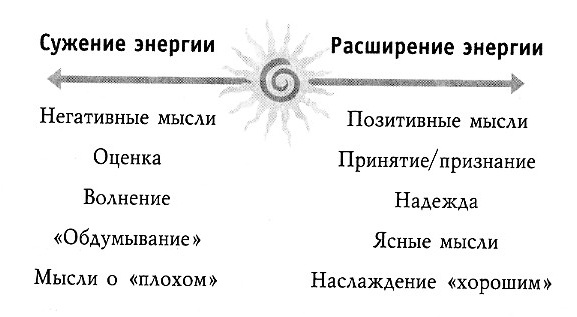 Сужение энергии
Расширение энергии
Негативные мысли
Позитивные мысли
Оценка
Принятие/признание
Волнение
Надежда
«Обдумывание»
Ясные мысли
Мысли о «плохом»
Наслаждение «хорошим»